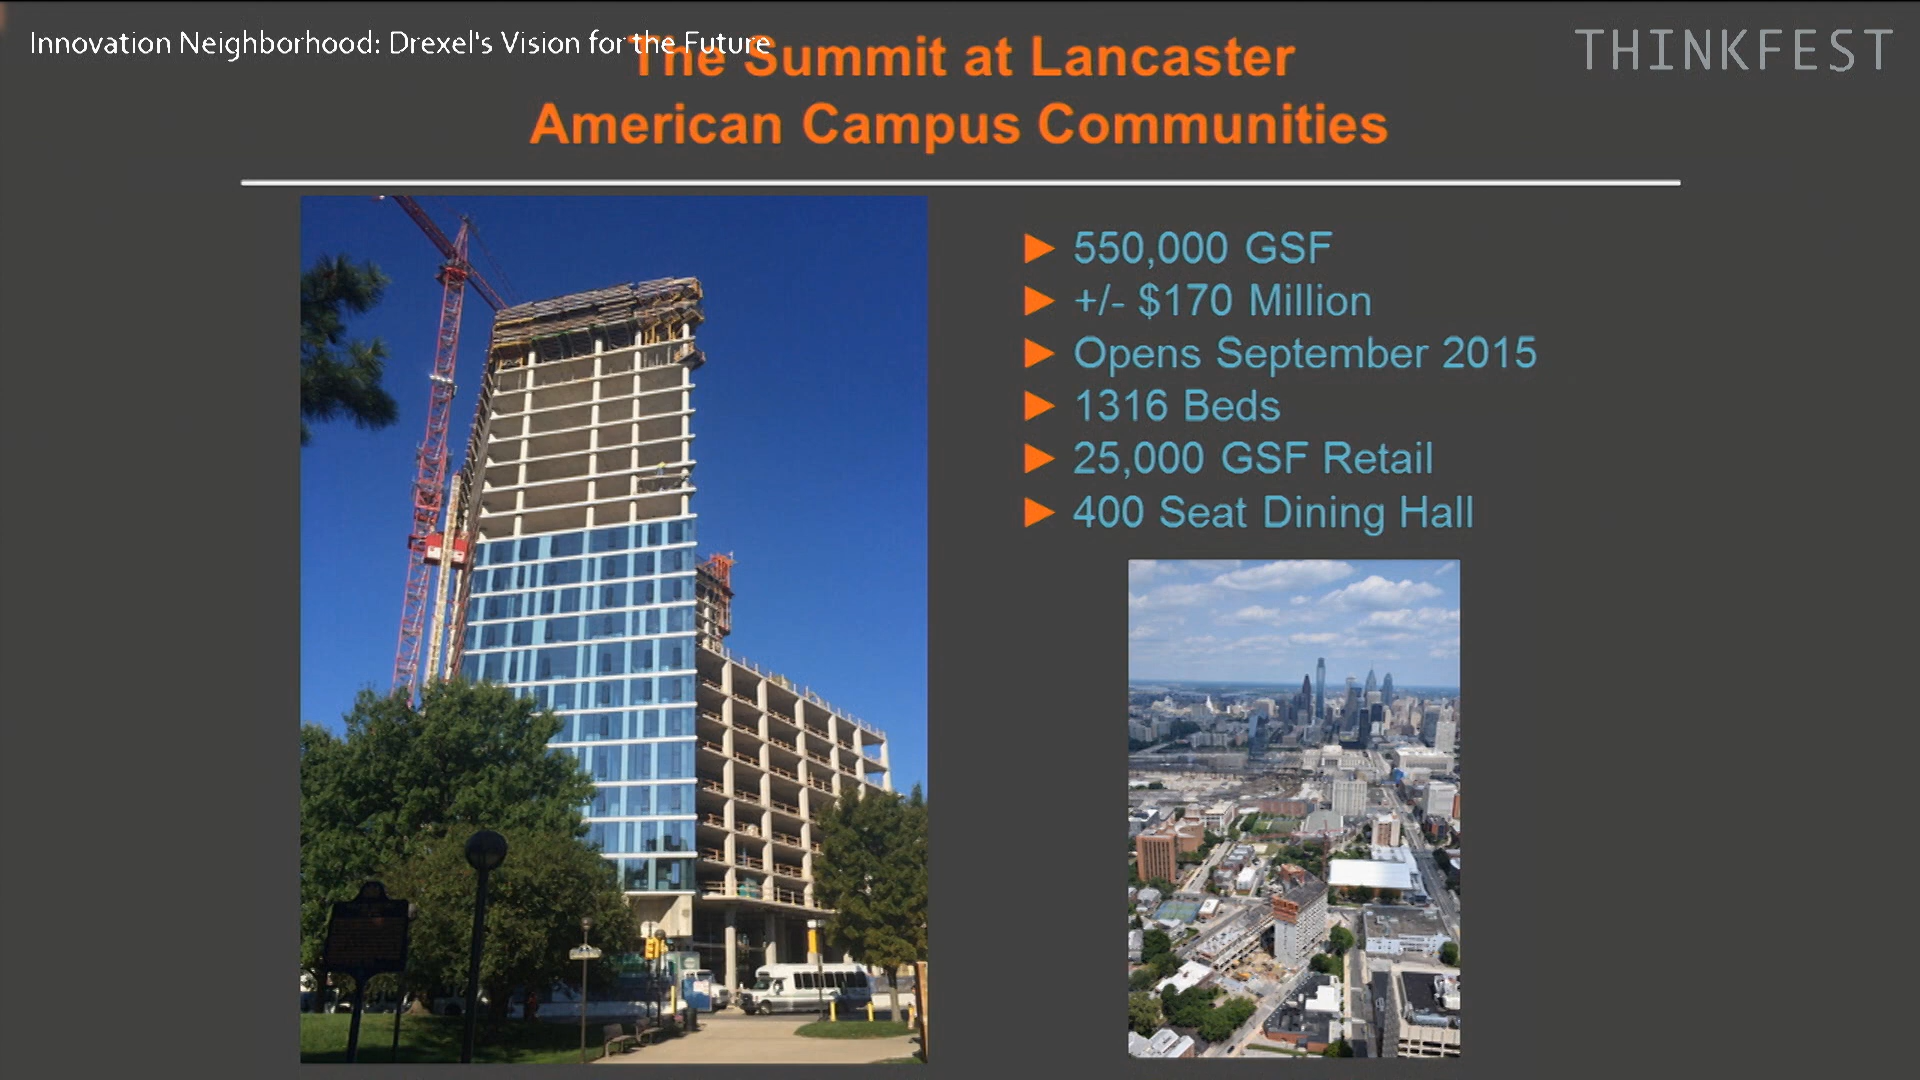 Innovation Neighborhood: Drexel's Vision for the Future
THINKFEST
The Summit at Lancaster
American Campus Communities
550,000 GSF
+/- $170 Million
Opens September 2015
1316 Beds
25,000 GSF Retail
400 Seat Dining Hall